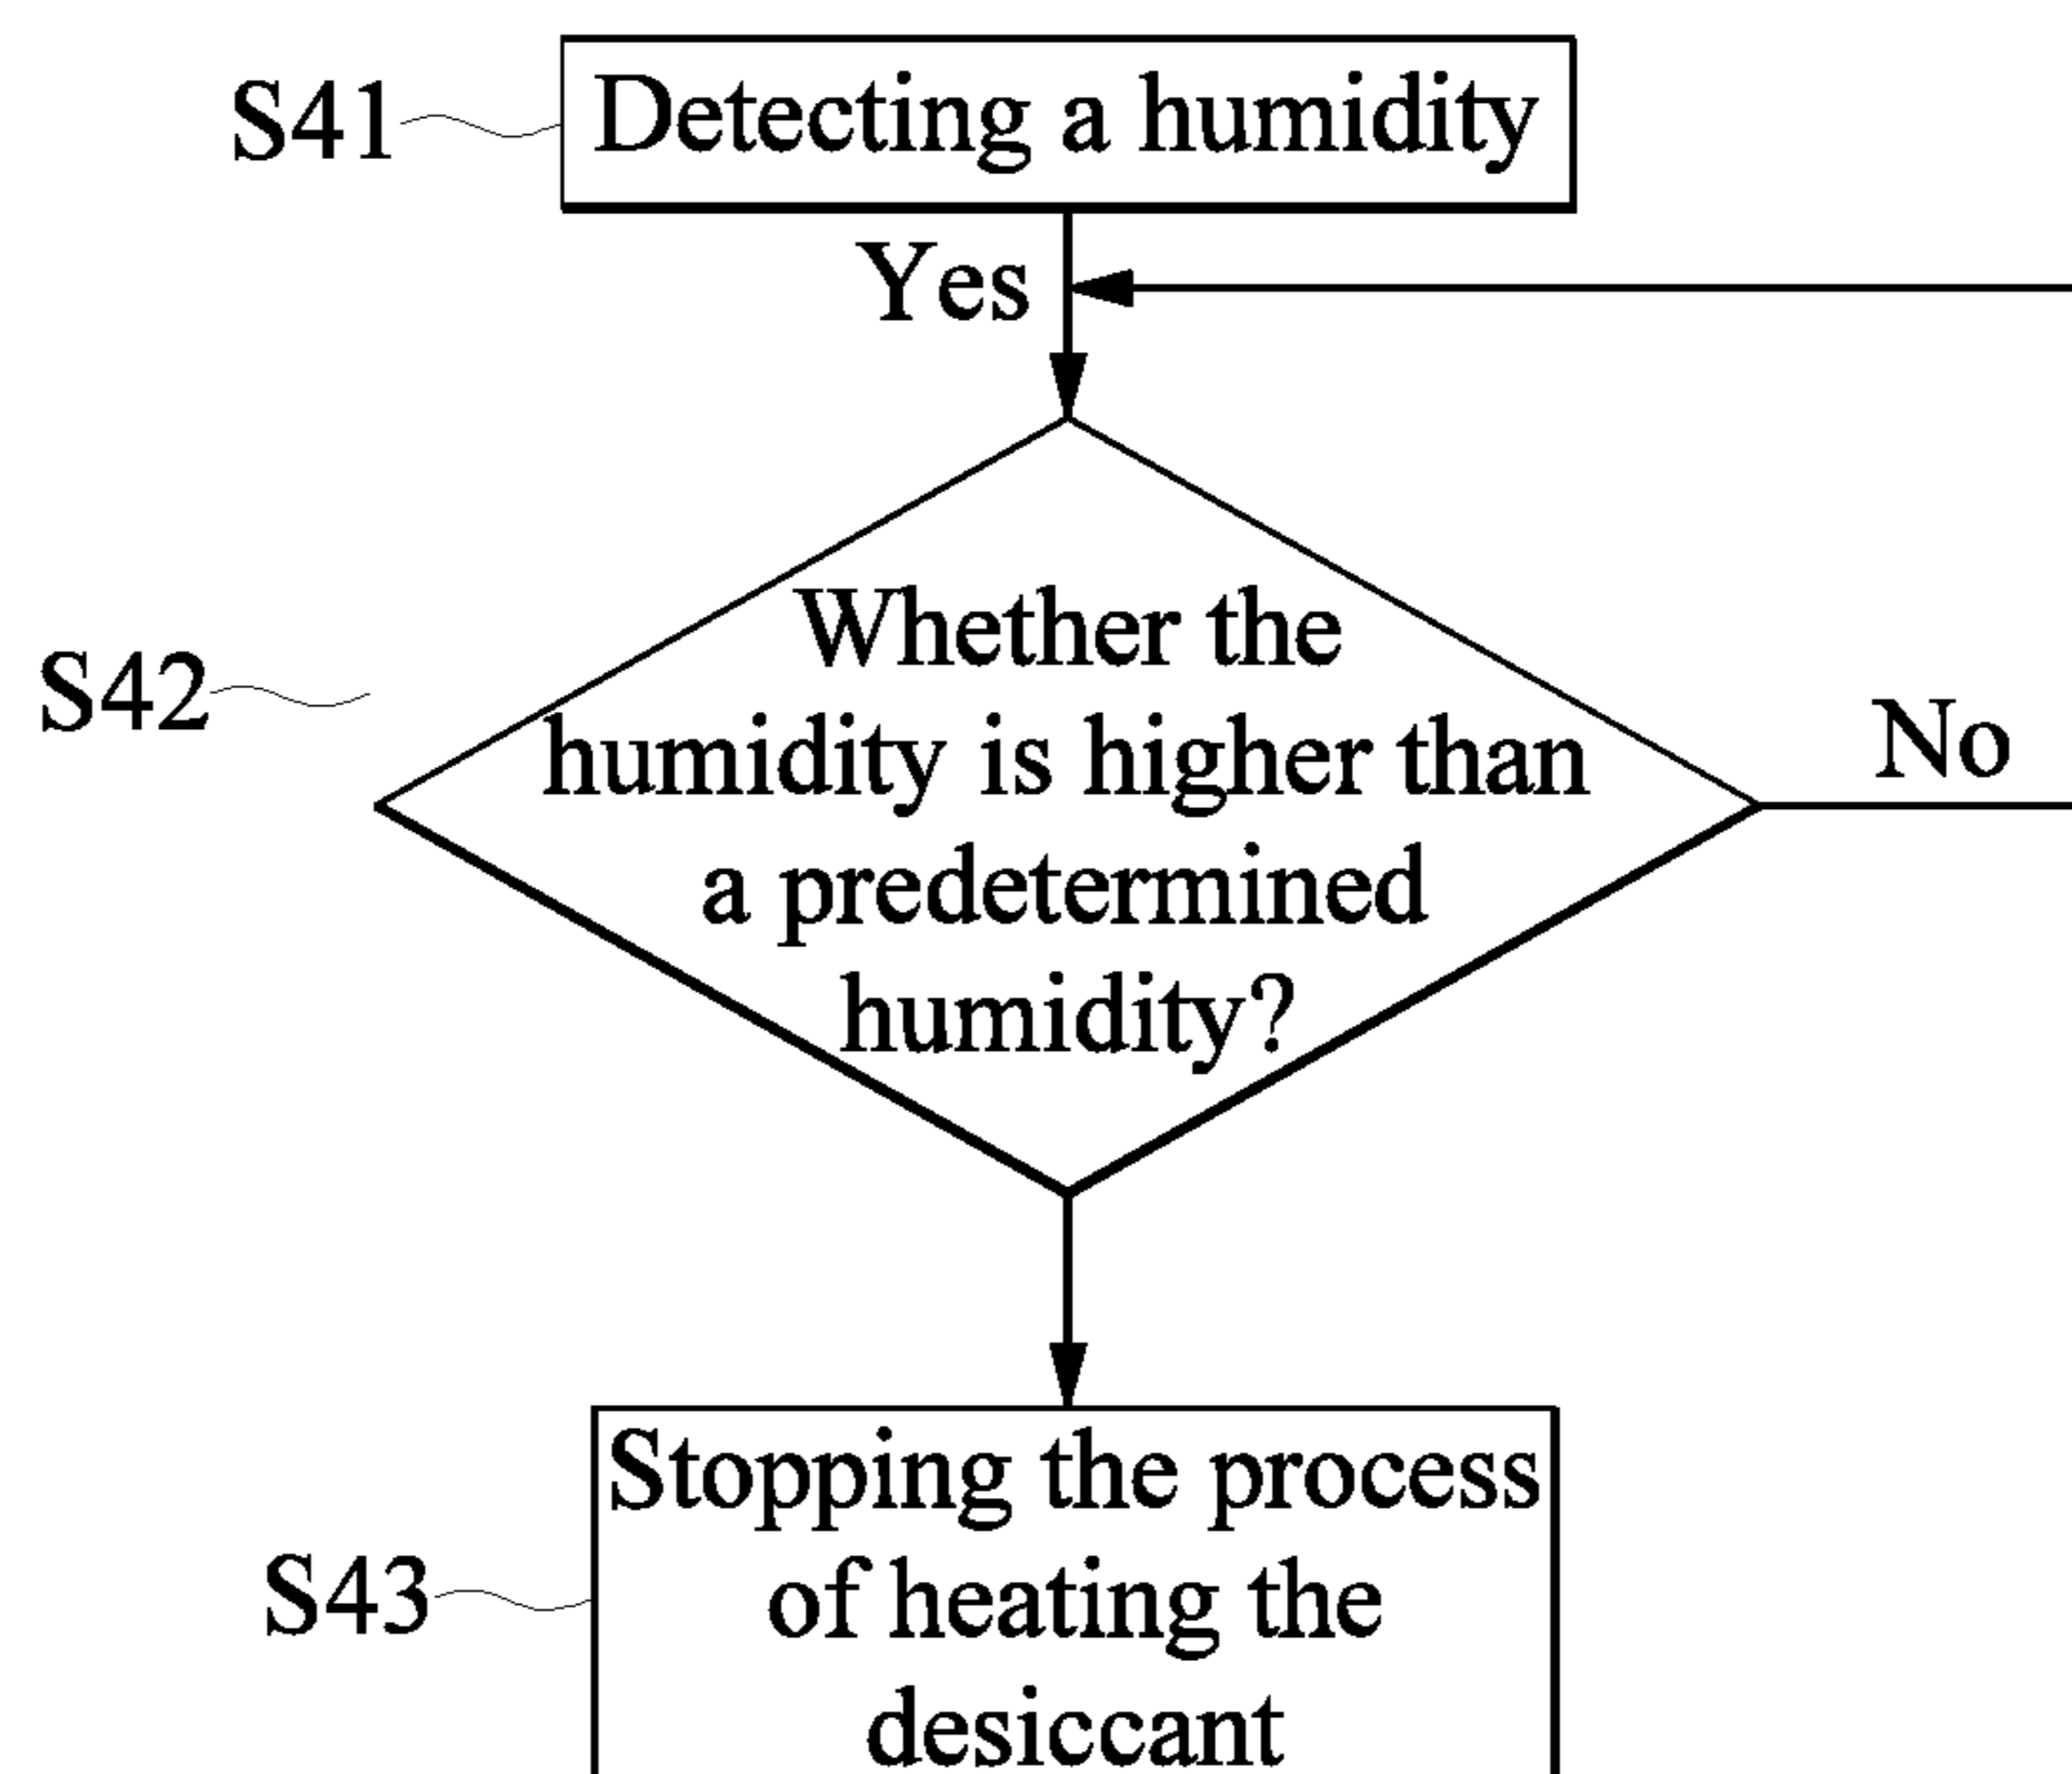 S41
Detecting a humidity
Yes
Whether the
S42
humidity is higher than
No
a predetermined
humidity?
Stopping the process
S43
of heating the
desiccant